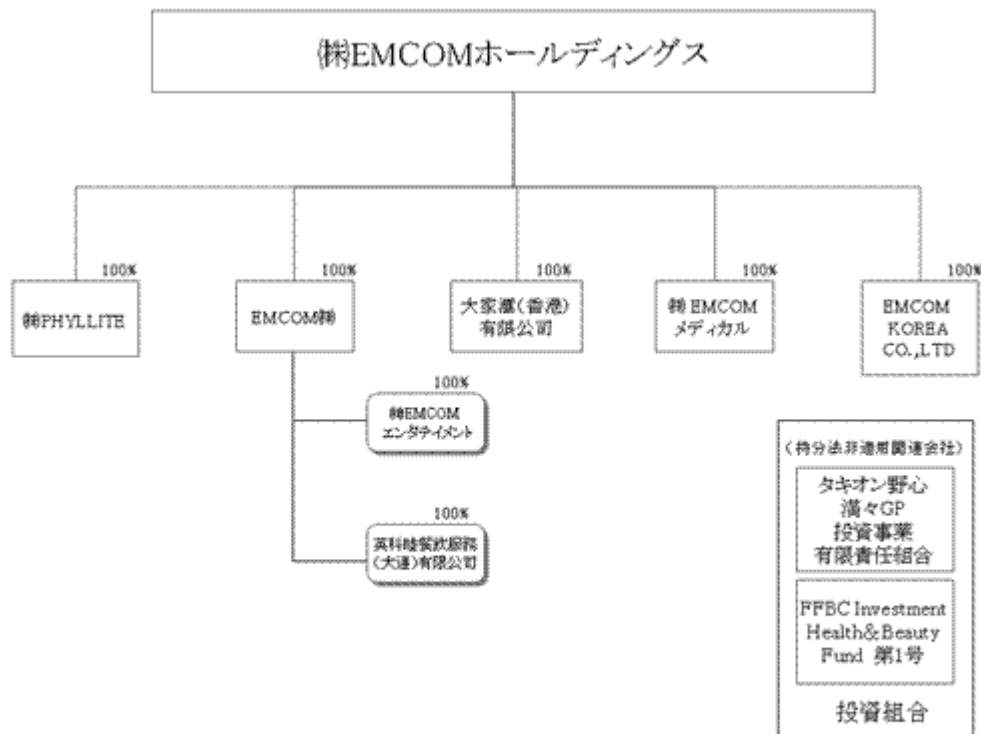 ㈱EMCOMホールディングス
100%
100%
100%
100%
100%
㈱PHYLLITE
EMCOM㈱
大家滙(香港)
有限公司
㈱EMCOM
メディカル
EMCOM
KOREA
CO.,LTD
100%
㈱EMCOM
エンタテイメント
100%
英科睦餐飲服務
(大連)有限公司
(持分法非適用関連会社)
タキオン野心
満々GP
投資事業
有限責任組合
FFBC Investment
Health&Beauty
Fund 第1号
投資組合